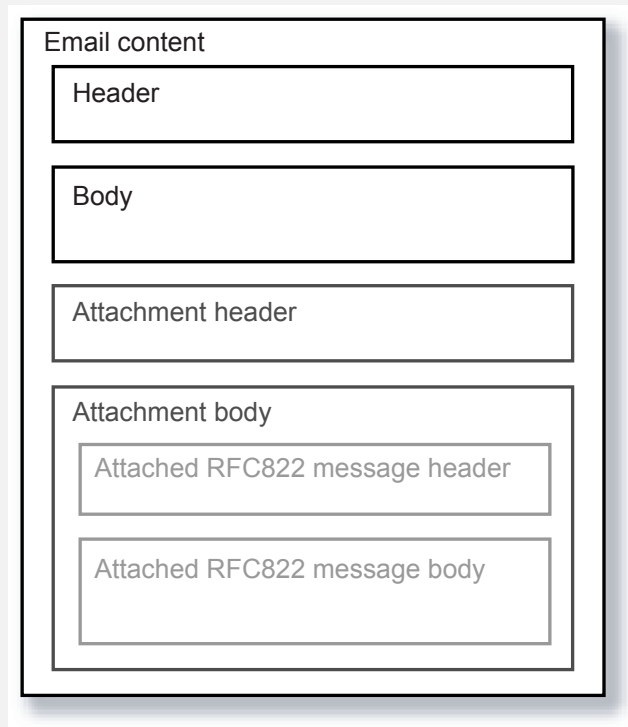 Email content
Header
Body
Attachment header
Attachment body
Attached RFC822 message header
Attached RFC822 message body